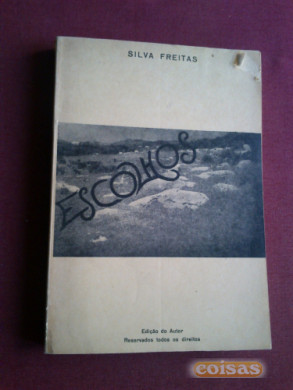 SILVA FREITAS
ESCOLHOS
Edição do Autor
Reservados todos os direitos
coisas